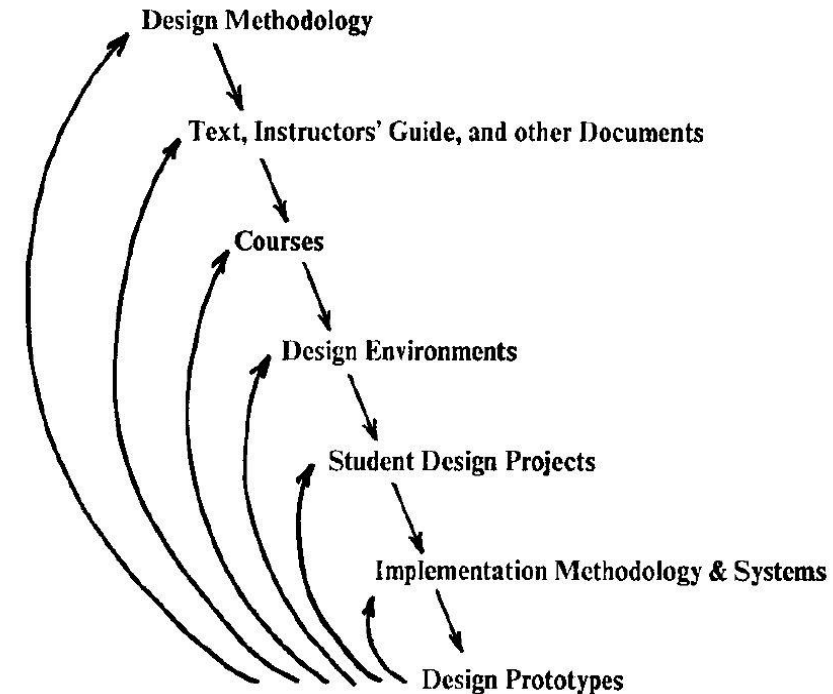 Design Methodology
Text, Instructors' Guide, and other Documents
Courses
Design Environments
Student Design Projects
Implementation Methodology & Systems
Design Prototypes